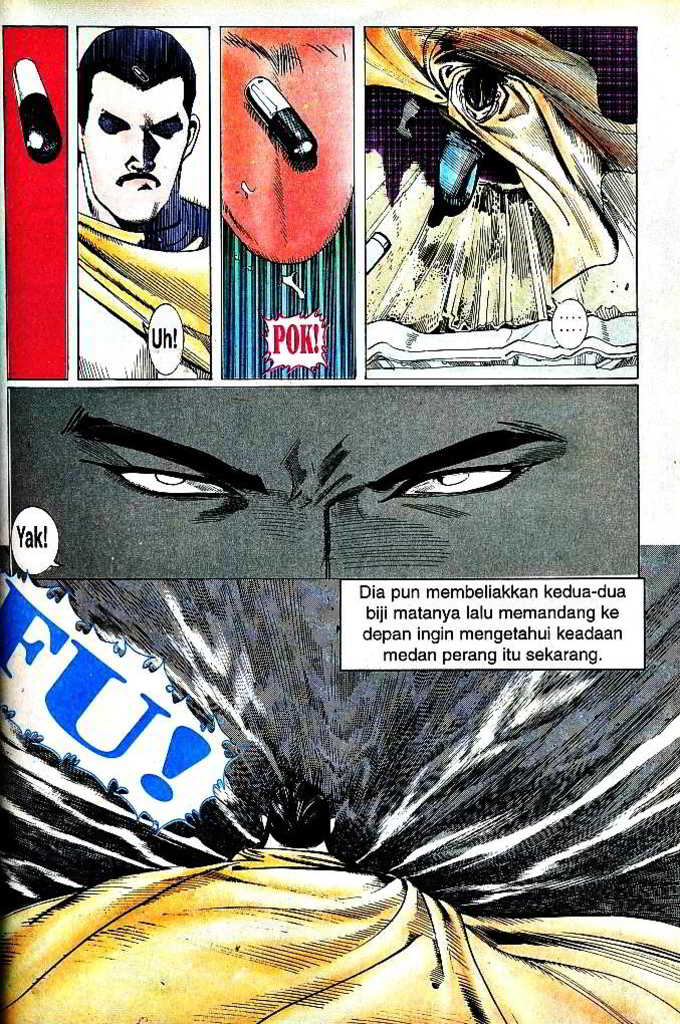 Uh!
POK!
......
Yak!
Dia pun membeliakkan kedua-dua
biji matanya lalu memandang ke
depan ingin mengetahui keadaan
medan perang itu sekarang.
FU!